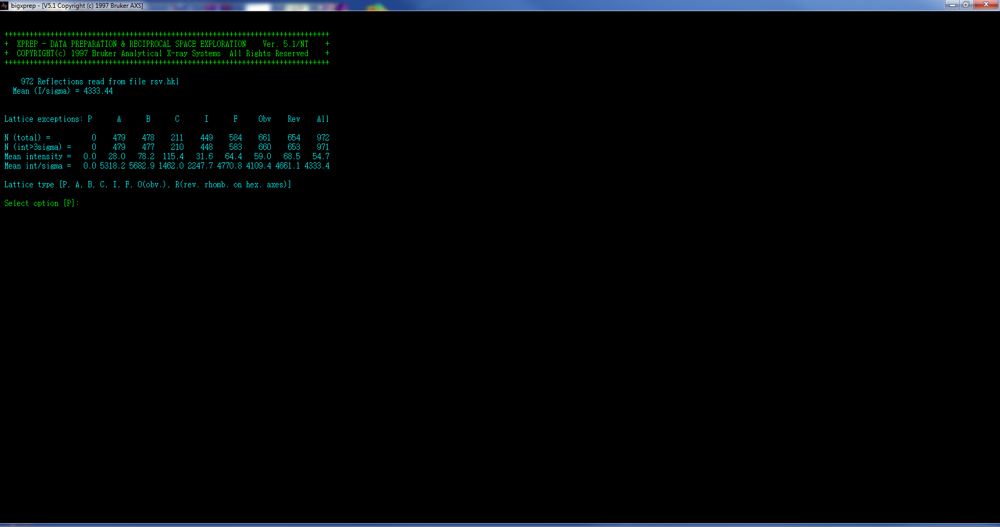 bigxprep - [V5.1 Copyright (c) 1997 Bruker AXS]
++++++++++++++++++++++++++++++++++++++++++++++++++++++++++++++++++++++++++++++
+  XPREP - DATA PREPARATION & RECIPROCAL SPACE EXPLORATION    Ver. 5.1/NT    +
+  COPYRIGHT(c) 1997 Bruker Analytical X-ray Systems  All Rights Reserved    +
++++++++++++++++++++++++++++++++++++++++++++++++++++++++++++++++++++++++++++++
972 Reflections read from file rsv.hkl
Mean (I/sigma) = 4333.44
Lattice exceptions: P      A      B      C      I      F     Obv    Rev    All
N (total) =          0    479    478    211    449    584    661    654    972
N (int>3sigma) =     0    479    477    210    448    583    660    653    971
Mean intensity =   0.0   28.0   78.2  115.4   31.6   64.4   59.0   68.5   54.7
Mean int/sigma =   0.0 5318.2 5682.9 1462.0 2247.7 4770.8 4109.4 4661.1 4333.4
Lattice type [P, A, B, C, I, F, O(obv.), R(rev. rhomb. on hex. axes)]
Select option [P]: